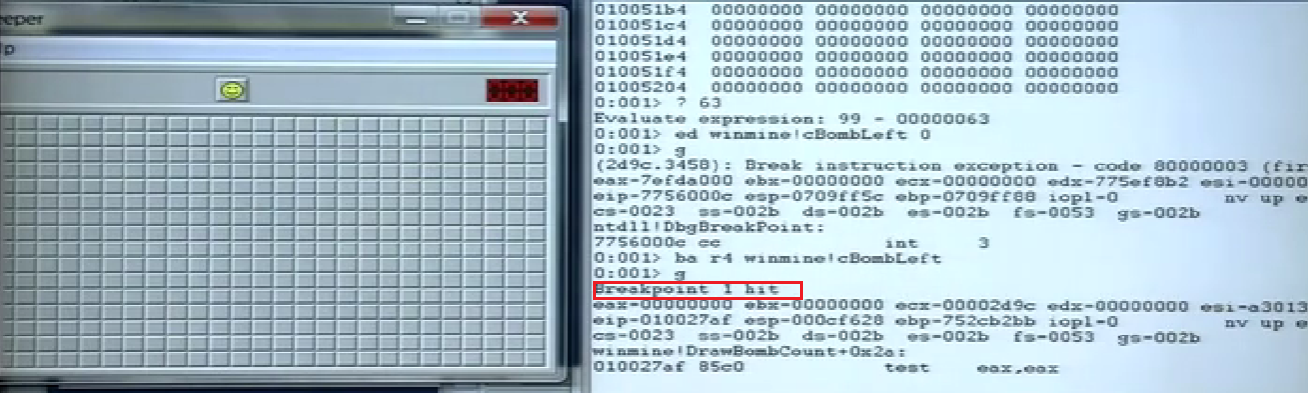 eeper
lp
010051b4 00000000 00000000 00000000 00000000
010051c4 00000000 00000000 00000000 00000000
010051d4 00000000 00000000 00000000 00000000
010051e4 00000000 00000000 00000000 00000000
010051f4 00000000 00000000 00000000 00000000
01005204 00000000 00000000 00000000 00000000
0:001> ? 63
Evaluate expression: 99 = 00000063
0:001> ed winmine!cBombLeft 0
0:001> g
(2d9c.3458): Break instruction exception - code 80000003 (fir
eax=7efda000 ebx=00000000 ecx=00000000 edx=775ef8b2 esi=00000
eip=7756000c esp=0709ff5c ebp=0709ff88 iopl=0 nv up e
cs=0023 ss=002b ds=002b es=002b fs=0053 gs=002b
ntdll!DbgBreakPoint:
7756000c cc int 3
0:001> ba r4 winmine!cBombLeft
0:001> g
Breakpoint 1 hit
eax=00000000 ebx=00000000 ecx=00002d9c edx=00000000 esi=a3013
eip=010027af esp=000cf628 ebp=752cb2bb iopl=0 nv up e
cs=0023 ss=002b ds=002b es=002b fs=0053 gs=002b
winmine!DrawBombCount+0x2a:
010027af 85c0 test eax,eax